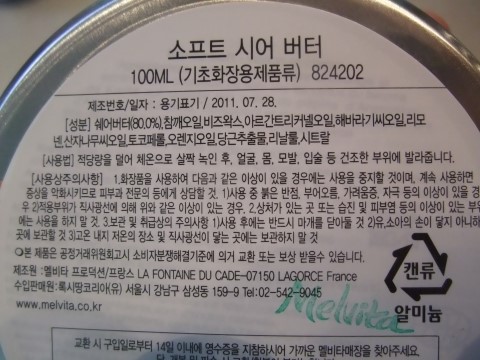 소프트 시어 버터
100ML (기초화장용제품류) 824202
제조번호/일자 : 용기표기 / 2011. 07. 28.
[성분] 쉐어버터(80.0%),참깨오일,비즈왁스,아르간트리커넬오일,해바라기씨오일,리모
넨,산자나무씨오일,토코페롤,오렌지오일,당근추출물,리날룰,시트랄
[사용법] 적당량을 덜어 체온으로 살짝 녹인 후, 얼굴, 몸, 모발, 입술 등 건조한 부위에 발라줍니다.
[사용상주의사항] 1.화장품을 사용하여 다음과 같은 이상이 있는 경우에는 사용을 중지할 것이며, 계속 사용하면
증상을 악화시키므로 피부과 전문의 등에게 상담할 것. 1)사용 중 붉은 반점, 부어오름, 가려움증, 자극 등의 이상이 있을 경
우 2)적용부위가 직사광선에 의해 위와 같은 이상이 있는 경우. 2.상처가 있는 곳 또는 습진 및 피부염 등의 이상이 있는 부
에는 사용을 하지 말 것. 3.보관 및 취급상의 주의사항 1)사용 후에는 반드시 마개를 닫아둘 것 2)유,소아의 손이 닿지 아니하
곳에 보관할 것 3)고온 내지 저온의 장소 및 직사광선이 닿는 곳에는 보관하지 말 것
본 제품은 공정거래위원회고시 소비자분쟁해결기준에 의거 교환 또는 보상 받을수 있습니다.
제조원 : 멜비타 프로덕션/프랑스 LA FONTAINE DU CADE-07150 LAGORCE France
수입판매원 : 록시땅코리아(유) 서울시 강남구 삼성동 159-9 Tel:02-542-9045
www.melvita.co.kr
Melvita
캔류
알미늄
교환 시 구입일로부터 14일 이내에 영수증을 지참하시어 가까운 멜비타매장을 찾아주세요.